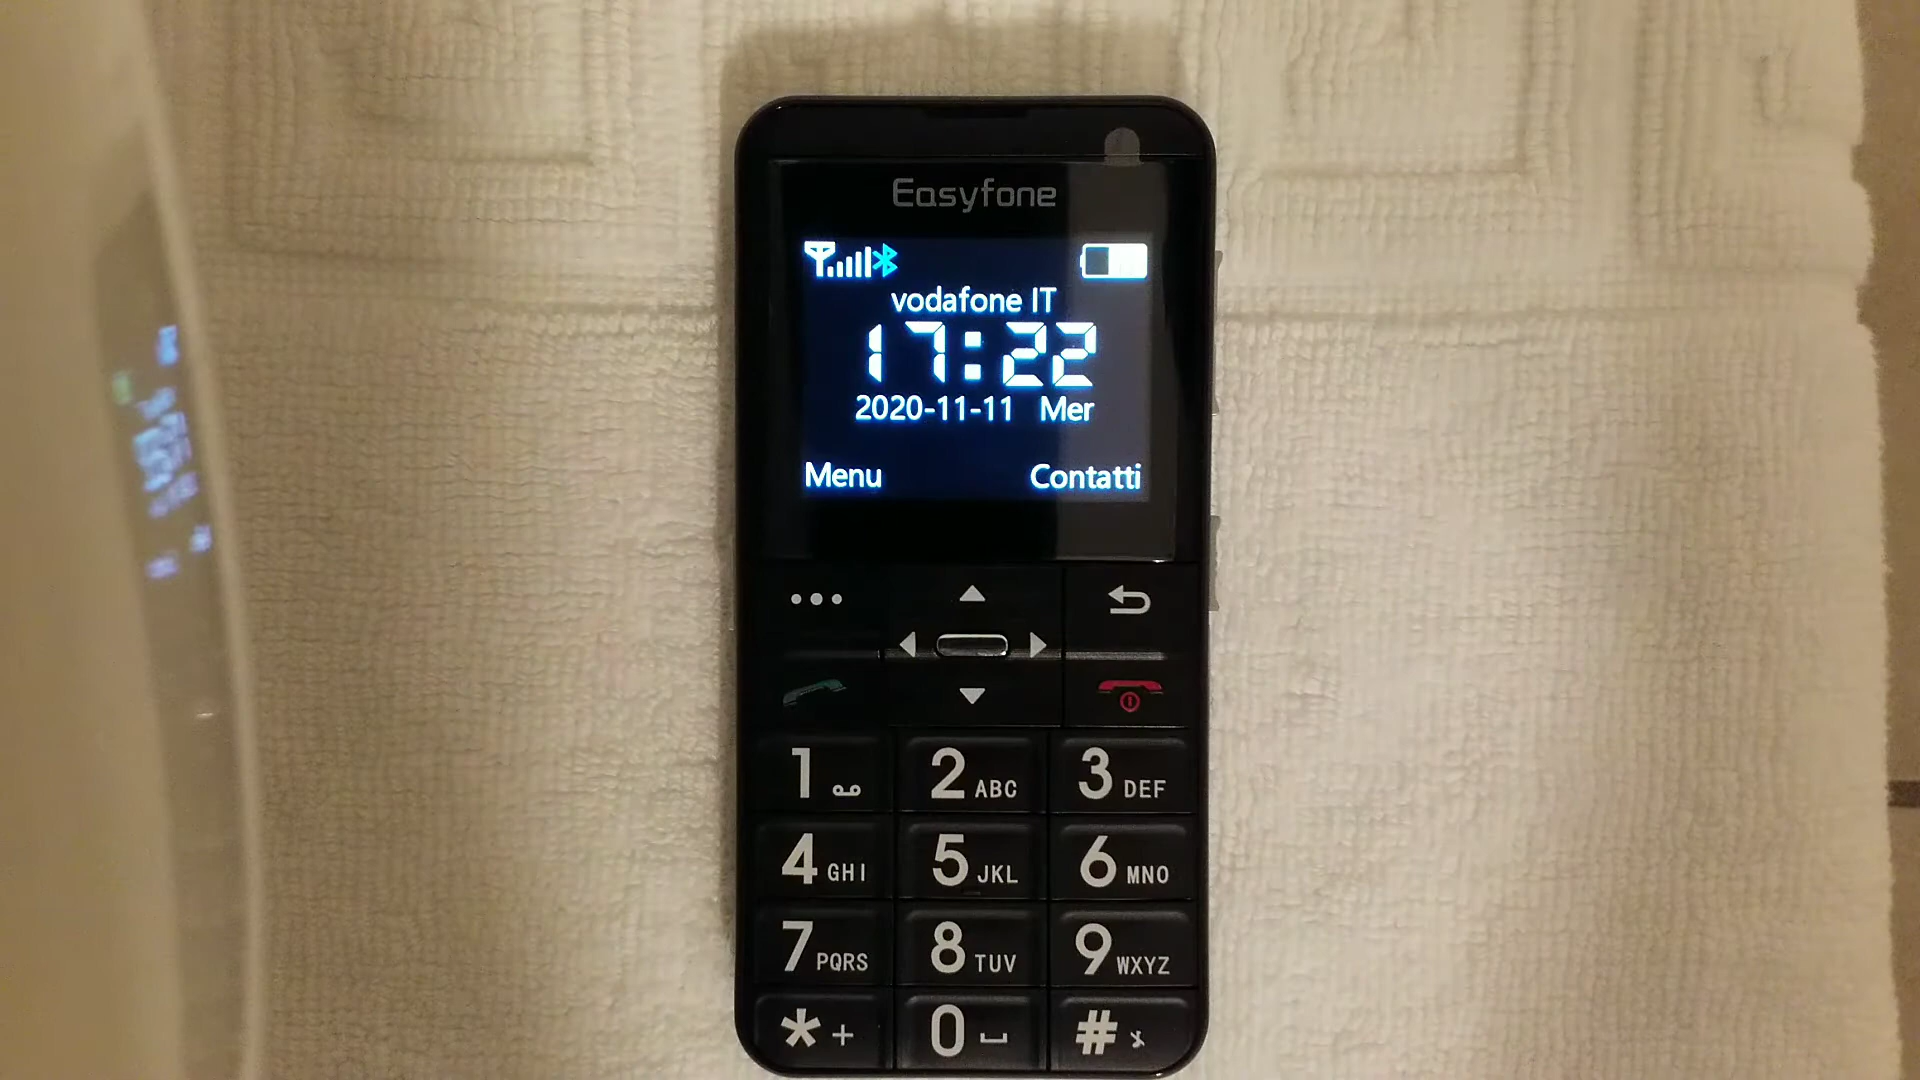 Easyfone
vodafone IT
17:22
2020-11-11 Mer
Menu Contatti
1 2 ABC 3 DEF
4 GHI 5 JKL 6 MNO
7 PQRS 8 TUV 9 WXYZ
* + 0 #